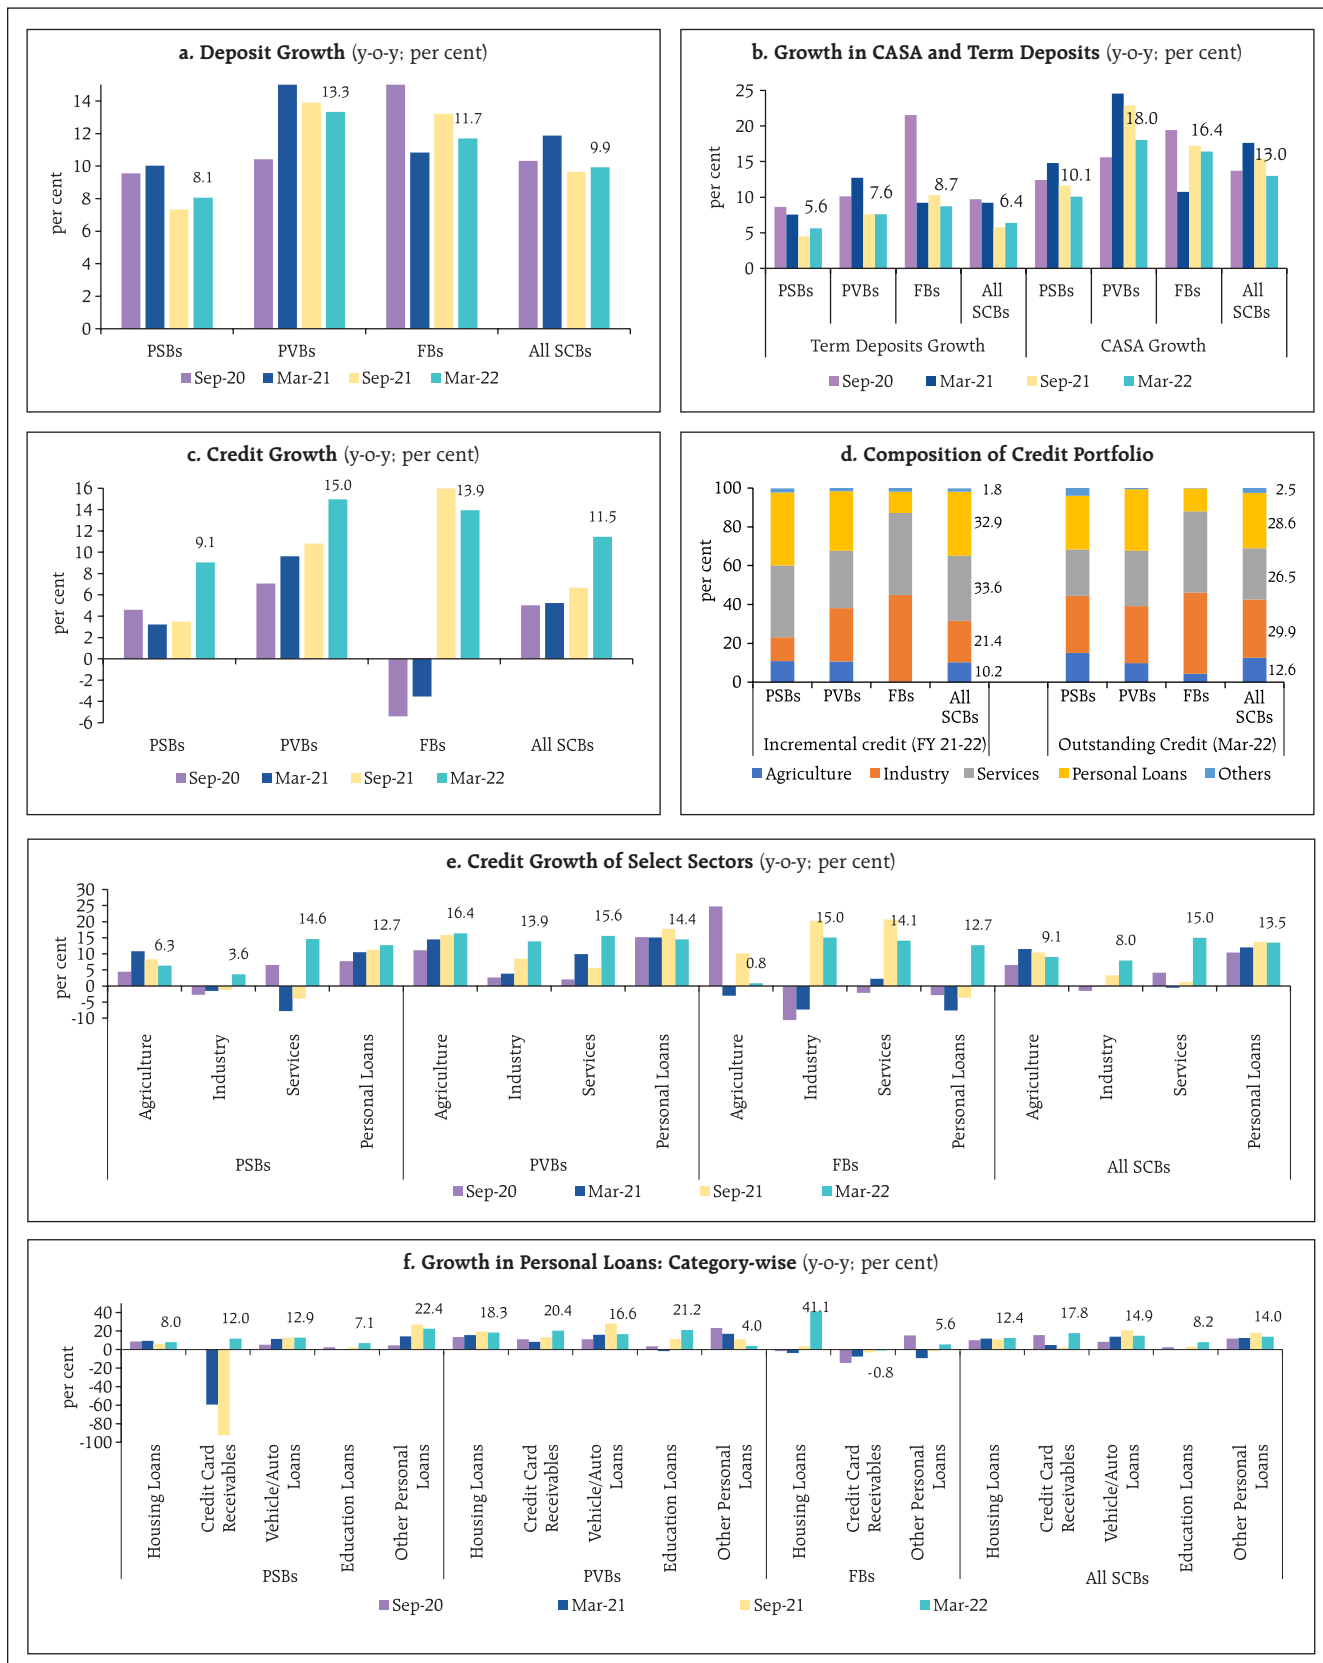 a. Deposit Growth (y-o-y; per cent)
per cent
14
12
10
8
6
4
2
0
8.1
13.3
11.7
9.9
PSBs PVBs FBs All SCBs
Sep-20 Mar-21 Sep-21 Mar-22
b. Growth in CASA and Term Deposits (y-o-y; per cent)
per cent
25
20
15
10
5
0
5.6
7.6
8.7
6.4
10.1
18.0
16.4
13.0
PSBs PVBs FBs All SCBs PSBs PVBs FBs All SCBs
Term Deposits Growth CASA Growth
Sep-20 Mar-21 Sep-21 Mar-22
c. Credit Growth (y-o-y; per cent)
per cent
16
14
12
10
8
6
4
2
0
-2
-4
-6
9.1
15.0
13.9
11.5
PSBs PVBs FBs All SCBs
Sep-20 Mar-21 Sep-21 Mar-22
d. Composition of Credit Portfolio
per cent
100
80
60
40
20
0
1.8
32.9
33.6
21.4
10.2
2.5
28.6
26.5
29.9
12.6
PSBs PVBs FBs All SCBs PSBs PVBs FBs All SCBs
Incremental credit (FY 21-22) Outstanding Credit (Mar-22)
Agriculture Industry Services Personal Loans Others
e. Credit Growth of Select Sectors (y-o-y; per cent)
per cent
30
25
20
15
10
5
0
-5
-10
6.3
3.6
14.6
12.7
16.4
13.9
15.6
14.4
0.8
15.0
14.1
12.7
9.1
8.0
15.0
13.5
Agriculture Industry Services Personal Loans Agriculture Industry Services Personal Loans Agriculture Industry Services Personal Loans Agriculture Industry Services Personal Loans
PSBs PVBs FBs All SCBs
Sep-20 Mar-21 Sep-21 Mar-22
f. Growth in Personal Loans: Category-wise (y-o-y; per cent)
per cent
40
20
0
-20
-40
-60
-80
-100
8.0
12.0
12.9
7.1
22.4
18.3
20.4
16.6
21.2
4.0
41.1
-0.8
5.6
12.4
17.8
14.9
8.2
14.0
Housing Loans
Credit Card Receivables
Vehicle/Auto Loans
Education Loans
Other Personal Loans
Housing Loans
Credit Card Receivables
Vehicle/Auto Loans
Education Loans
Other Personal Loans
Housing Loans
Credit Card Receivables
Other Personal Loans
Housing Loans
Credit Card Receivables
Vehicle/Auto Loans
Education Loans
Other Personal Loans
PSBs PVBs FBs All SCBs
Sep-20 Mar-21 Sep-21 Mar-22